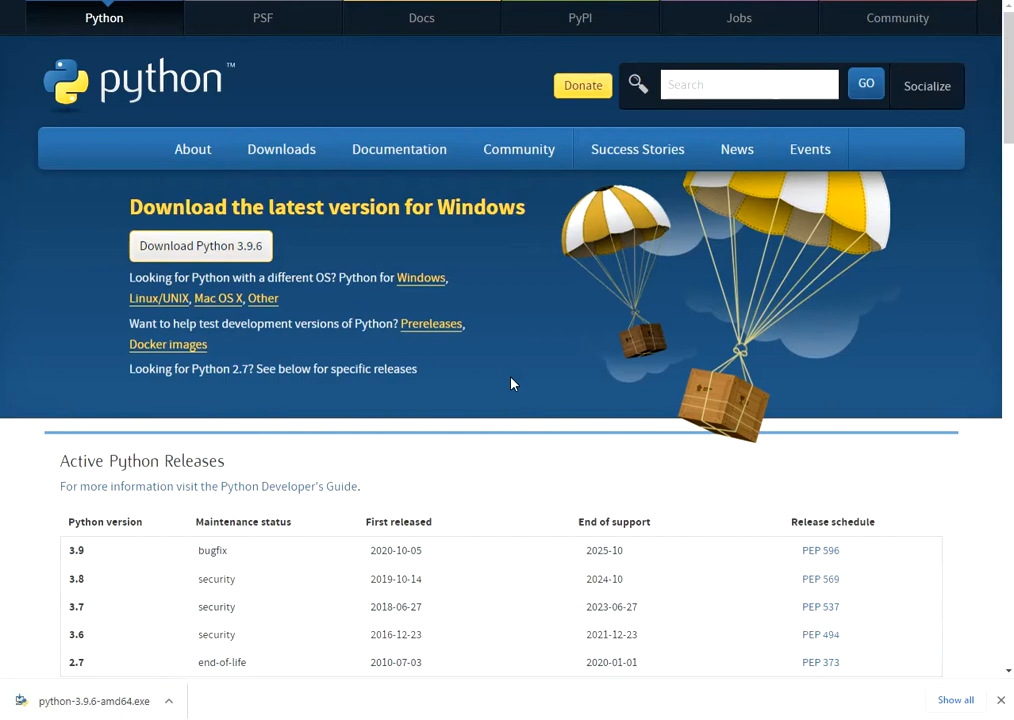 Python PSF Docs PyPI Jobs Community
python™
Donate Search GO Socialize
About Downloads Documentation Community Success Stories News Events
Download the latest version for Windows
Download Python 3.9.6
Looking for Python with a different OS? Python for Windows,
Linux/UNIX, Mac OS X, Other
Want to help test development versions of Python? Prereleases,
Docker images
Looking for Python 2.7? See below for specific releases
Active Python Releases
For more information visit the Python Developer's Guide.
Python version Maintenance status First released End of support Release schedule
3.9 bugfix 2020-10-05 2025-10 PEP 596
3.8 security 2019-10-14 2024-10 PEP 569
3.7 security 2018-06-27 2023-06-27 PEP 537
3.6 security 2016-12-23 2021-12-23 PEP 494
2.7 end-of-life 2010-07-03 2020-01-01 PEP 373
python-3.9.6-amd64.exe Show all